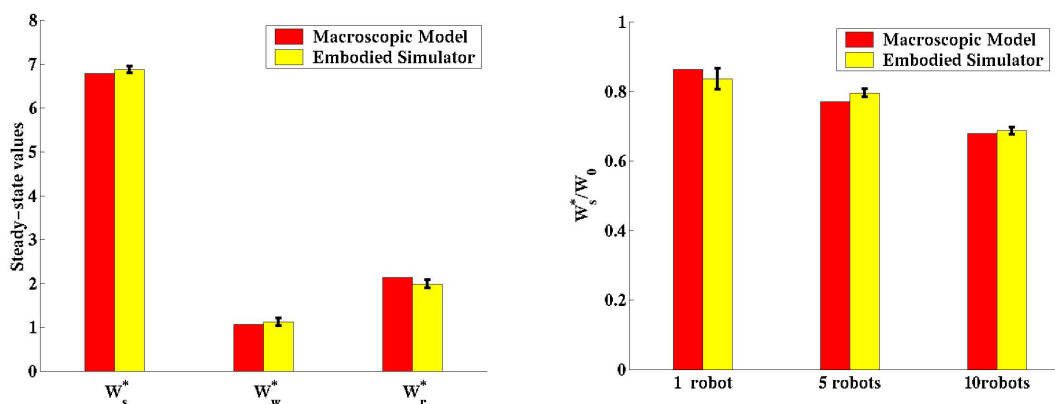 8
7
6
5
4
3
2
1
0
Steady-state values
Macroscopic Model
Embodied Simulator
W*s
W*w
W*r
1
0.8
0.6
0.4
0.2
0
W*s/W0
Macroscopic Model
Embodied Simulator
1 robot
5 robots
10robots